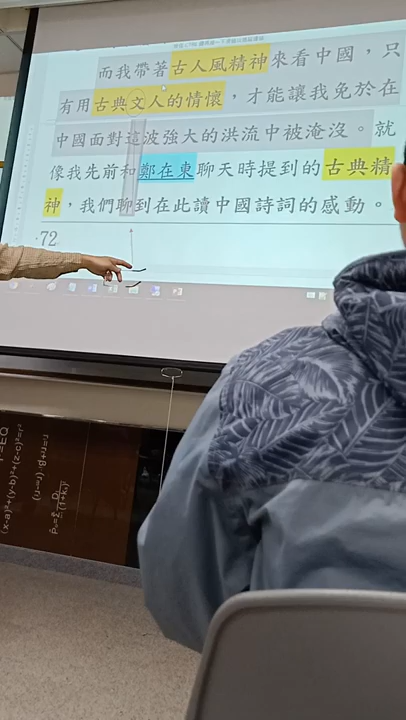 而我帶著古人風精神來看中國，只
有用古典文人的情懷，才能讓我免於在
中國面對這波強大的洪流中被淹沒。就
像我先前和鄭在東聊天時提到的古典精
神，我們聊到在此讀中國詩詞的感動。
72
(x-a)²+(y-b)²+(z-c)²=r²